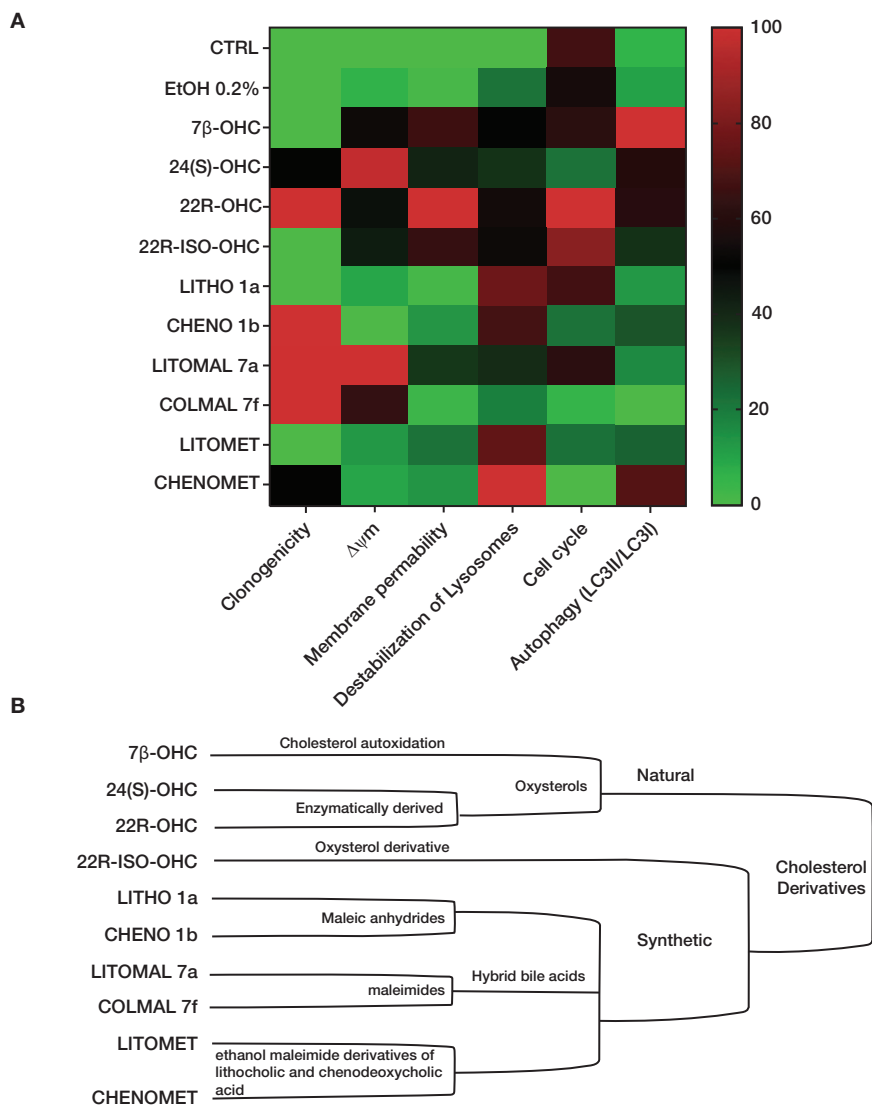 A
CTRL
EtOH 0.2%
7β-OHC
24(S)-OHC
22R-OHC
22R-ISO-OHC
LITHO 1a
CHENO 1b
LITOMAL 7a
COLMAL 7f
LITOMET
CHENOMET
100
80
60
40
20
0
Clonogenicity
Δψm
Membrane permability
Destabilization of Lysosomes
Cell cycle
Autophagy (LC3II/LC3I)
B
7β-OHC
Cholesterol autoxidation
24(S)-OHC
Enzymatically derived
Oxysterols
Natural
22R-OHC
22R-ISO-OHC
Oxysterol derivative
Cholesterol
Derivatives
LITHO 1a
Maleic anhydrides
CHENO 1b
Synthetic
LITOMAL 7a
maleimides
Hybrid bile acids
COLMAL 7f
LITOMET
ethanol maleimide derivatives of
lithocholic and chenodeoxycholic
acid
CHENOMET